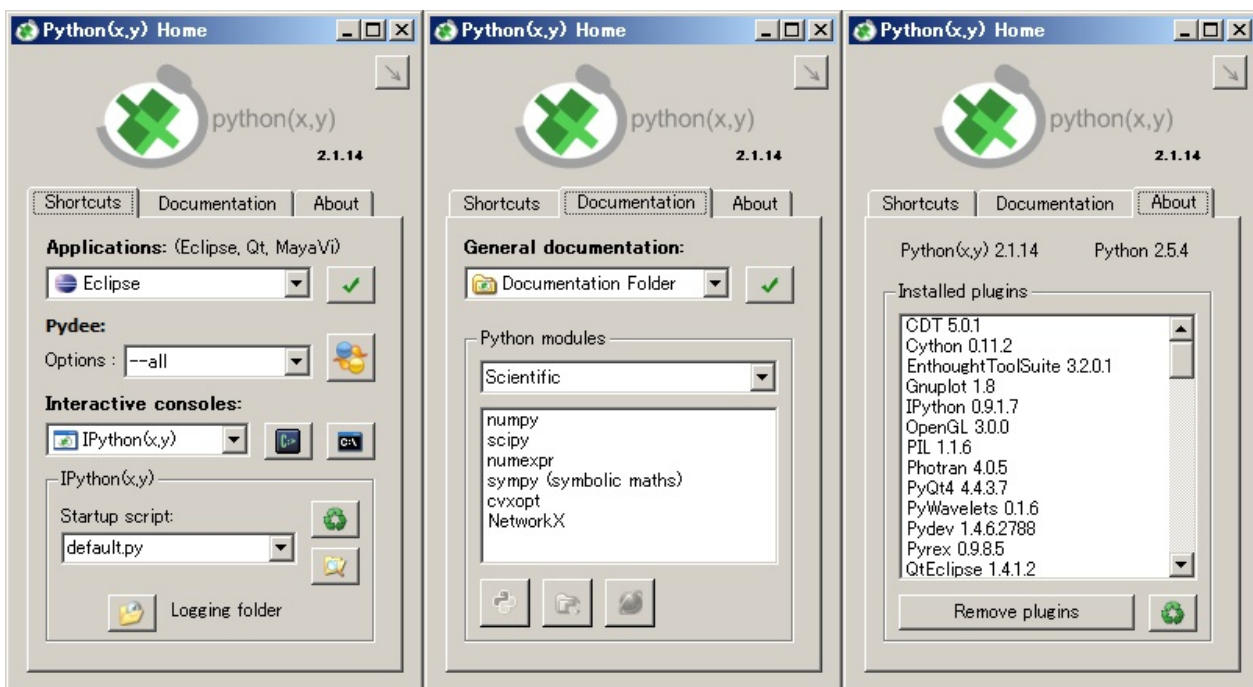 Python(x,y) Home
python(x,y)
2.1.14
Shortcuts Documentation About
Applications: (Eclipse, Qt, MayaVi)
Eclipse
Pydee:
Options : --all
Interactive consoles:
IPython(x,y)
IPython(x,y)
Startup script:
default.py
Logging folder
Python(x,y) Home
python(x,y)
2.1.14
Shortcuts Documentation About
General documentation:
Documentation Folder
Python modules
Scientific
numpy
scipy
numexpr
sympy (symbolic maths)
cvxopt
NetworkX
Python(x,y) Home
python(x,y)
2.1.14
Shortcuts Documentation About
Python(x,y) 2.1.14 Python 2.5.4
Installed plugins
CDT 5.0.1
Cython 0.11.2
EnthoughtToolSuite 3.2.0.1
Gnuplot 1.8
IPython 0.9.1.7
OpenGL 3.0.0
PIL 1.1.6
Photran 4.0.5
PyQt4 4.4.3.7
PyWavelets 0.1.6
Pydev 1.4.6.2788
Pyrex 0.9.8.5
QtEclipse 1.4.1.2
Remove plugins